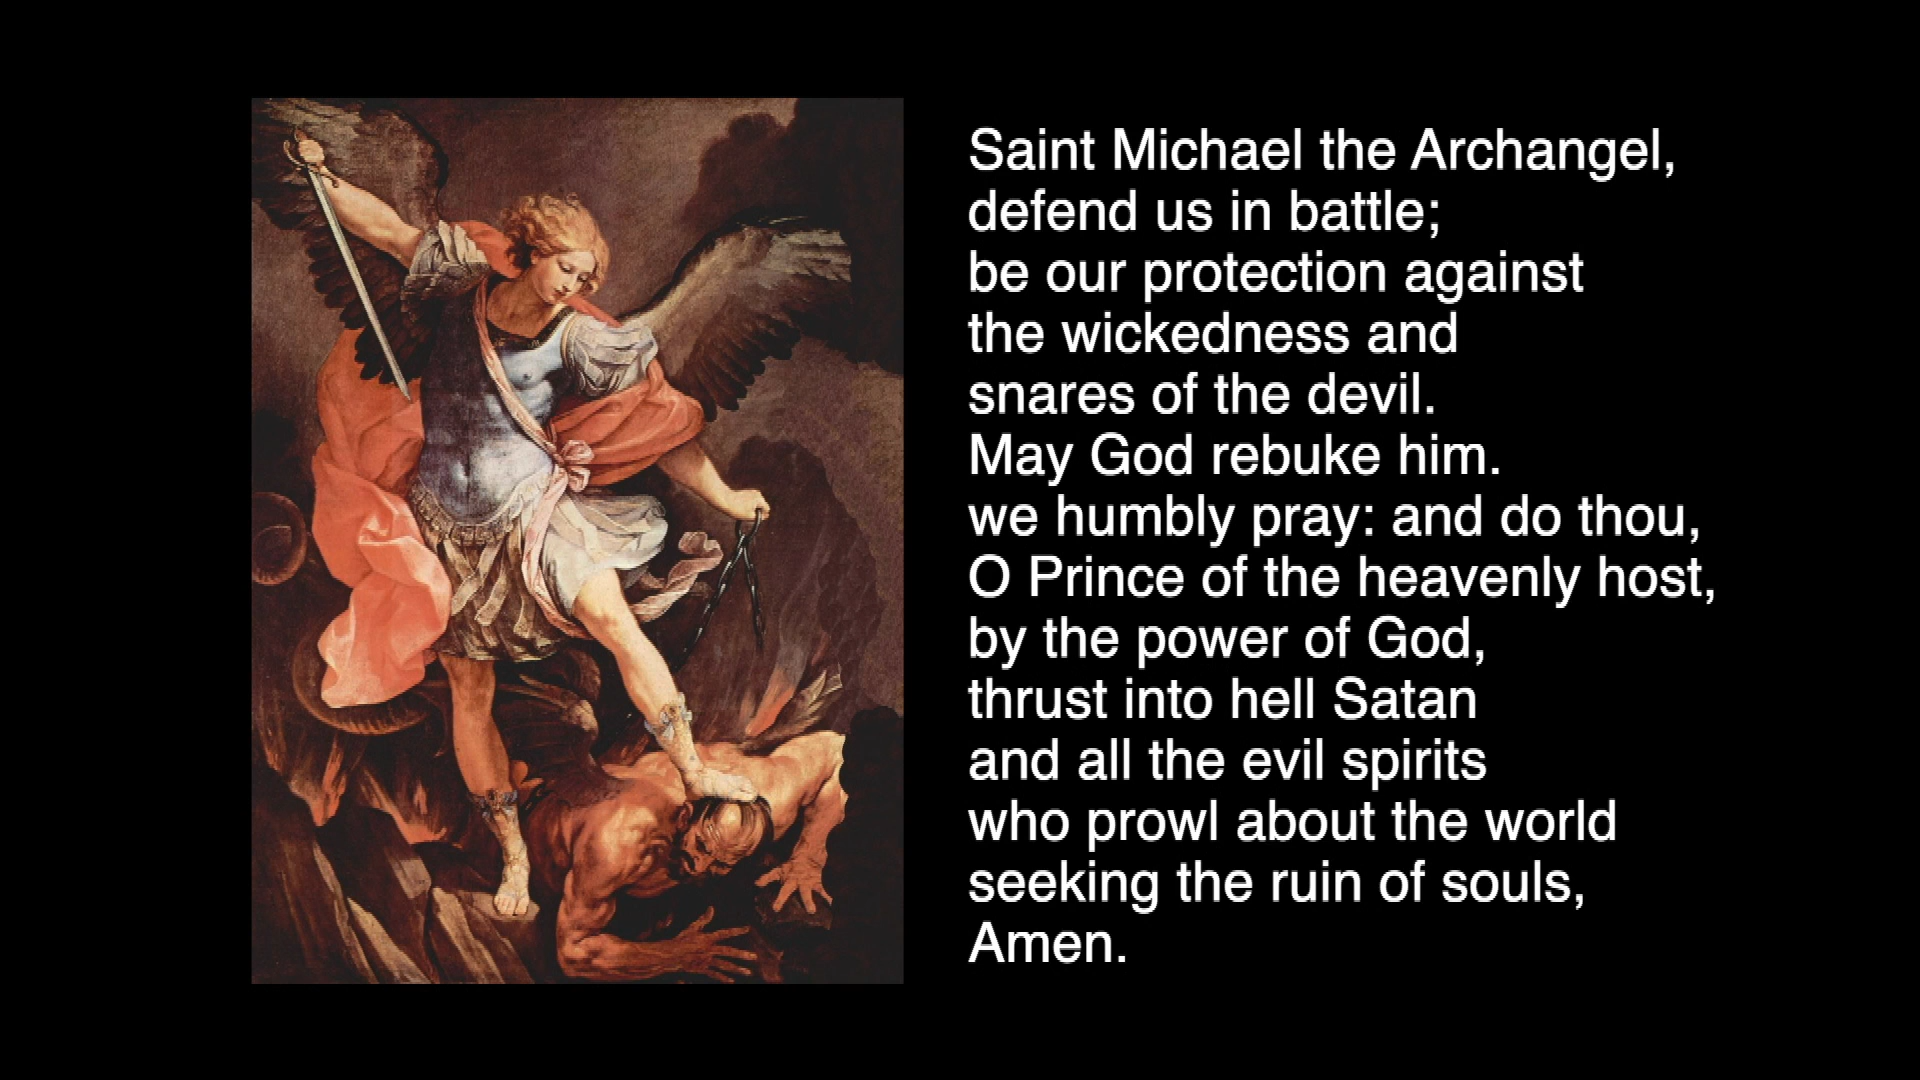 Saint Michael the Archangel,
defend us in battle;
be our protection against
the wickedness and
snares of the devil.
May God rebuke him.
we humbly pray: and do thou,
O Prince of the heavenly host,
by the power of God,
thrust into hell Satan
and all the evil spirits
who prowl about the world
seeking the ruin of souls,
Amen.